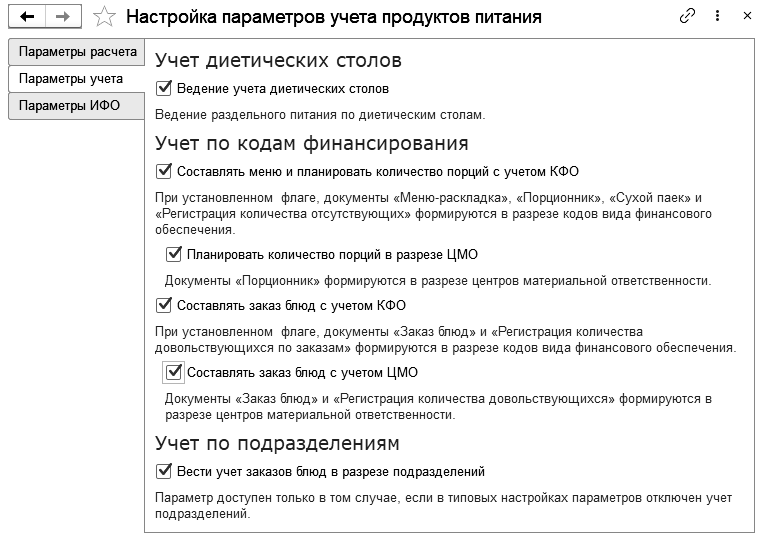 Настройка параметров учета продуктов питания
Параметры расчета
Параметры учета
Параметры ИФО
Учет диетических столов
Ведение учета диетических столов
Ведение раздельного питания по диетическим столам.
Учет по кодам финансирования
Составлять меню и планировать количество порций с учетом КФО
При установленном  флаге, документы «Меню-раскладка», «Порционник», «Сухой паек» и
«Регистрация количества отсутствующих» формируются в разрезе кодов вида финансового
обеспечения.
Планировать количество порций в разрезе ЦМО
Документы «Порционник» формируются в разрезе центров материальной ответственности.
Составлять заказ блюд с учетом КФО
При установленном  флаге, документы «Заказ блюд» и «Регистрация количества
довольствующихся по заказам» формируются в разрезе кодов вида финансового обеспечения.
Составлять заказ блюд с учетом ЦМО
Документы «Заказ блюд» и «Регистрация количества довольствующихся» формируются в
разрезе центров материальной ответственности.
Учет по подразделениям
Вести учет заказов блюд в разрезе подразделений
Параметр доступен только в том случае, если в типовых настройках параметров отключен учет
подразделений.